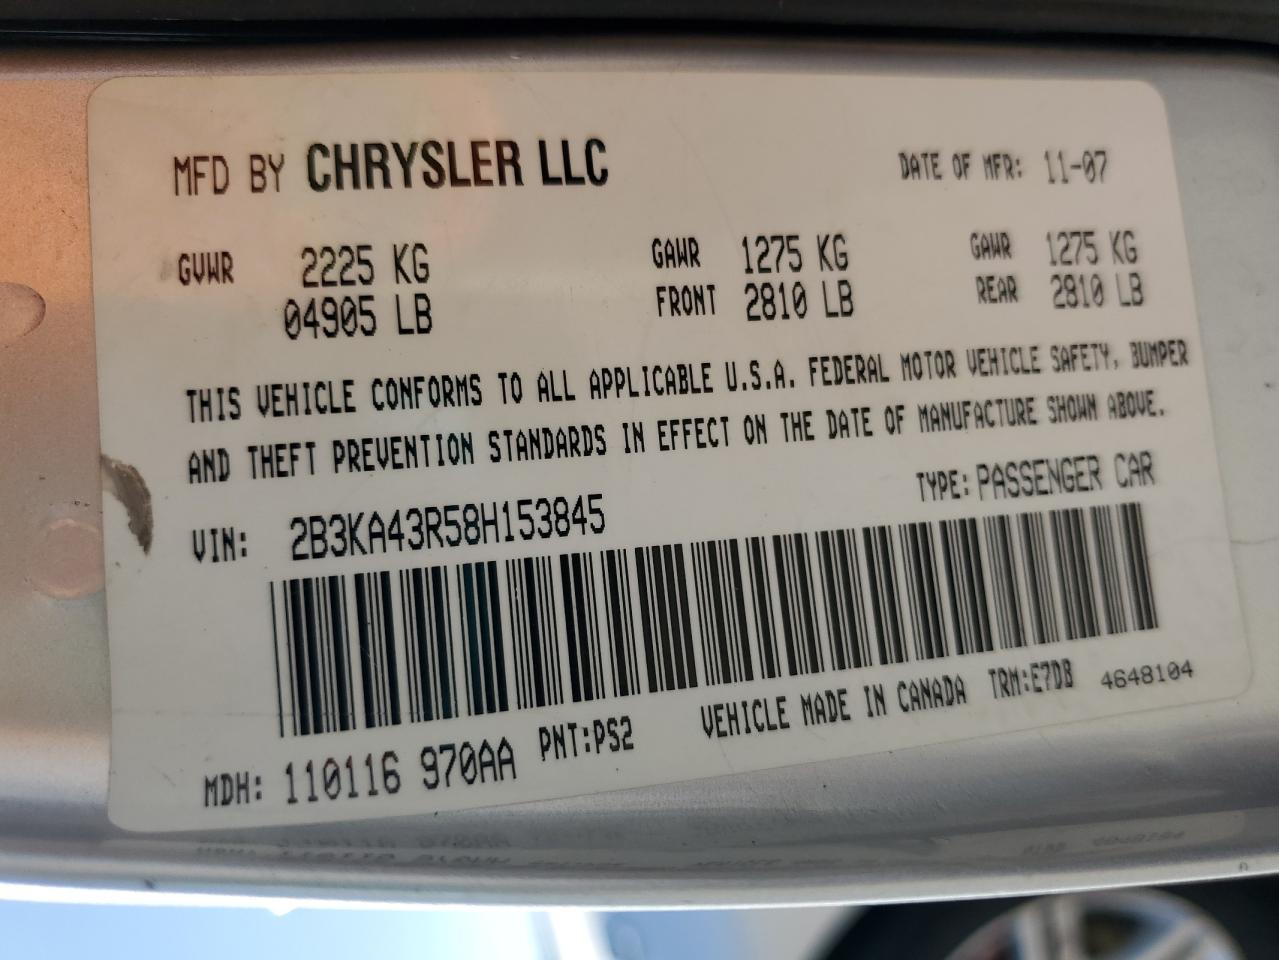 MFD BY CHRYSLER LLC DATE OF MFR: 11-07
GVWR 2225 KG GAWR 1275 KG GAWR 1275 KG
04905 LB FRONT 2810 LB REAR 2810 LB
THIS VEHICLE CONFORMS TO ALL APPLICABLE U.S.A. FEDERAL MOTOR VEHICLE SAFETY, BUMPER
AND THEFT PREVENTION STANDARDS IN EFFECT ON THE DATE OF MANUFACTURE SHOWN ABOVE.
VIN: 2B3KA43R58H153845 TYPE: PASSENGER CAR
MDH: 110116 970AA PNT:PS2 VEHICLE MADE IN CANADA TRM:E7D8 4648104